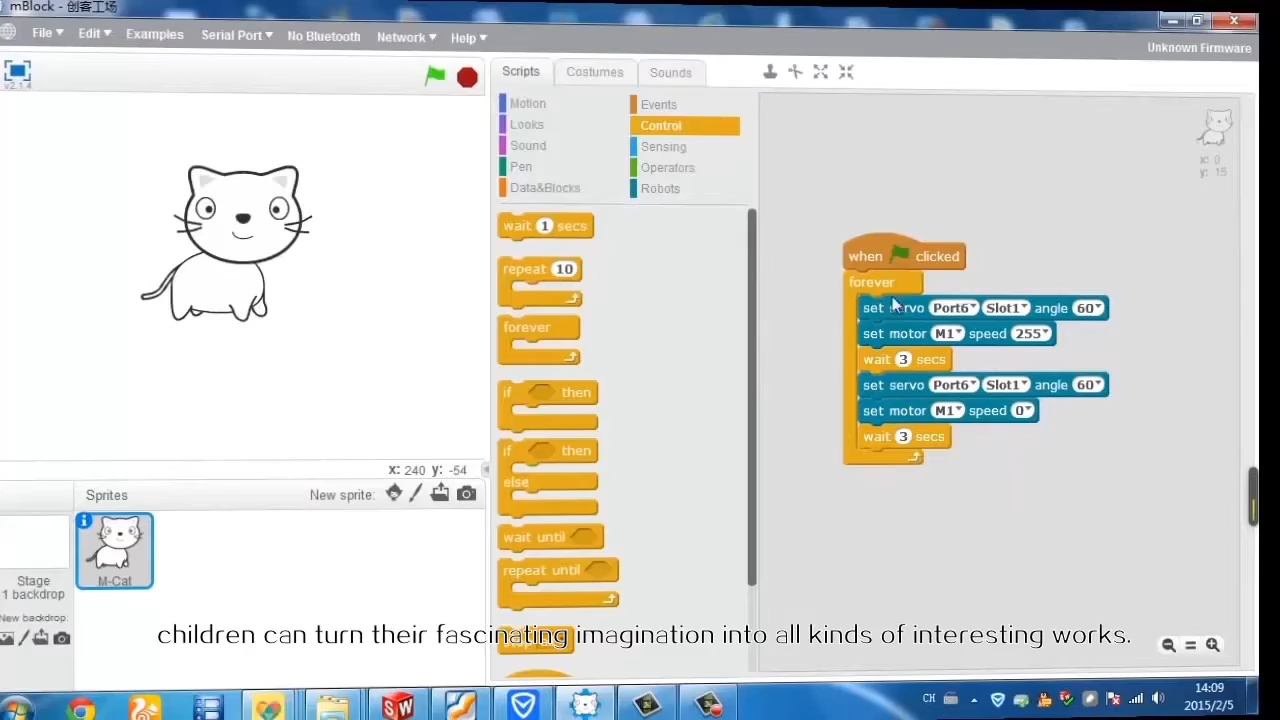 mBlock - 创客工场
File Edit Examples Serial Port No Bluetooth Network Help
Unknown Firmware
v2.1.4
Scripts Costumes Sounds
Motion Events
Looks Control
Sound Sensing
Pen Operators
Data&Blocks Robots
x: 0
y: 15
wait 1 secs
repeat 10
forever
if then
if then
else
wait until
repeat until
when clicked
forever
set servo Port6 Slot1 angle 60
set motor M1 speed 255
wait 3 secs
set servo Port6 Slot1 angle 60
set motor M1 speed 0
wait 3 secs
x: 240 y: -54
Sprites New sprite:
M-Cat
Stage
1 backdrop
New backdrop:
children can turn their fascinating imagination into all kinds of interesting works.
SW
CH
14:09
2015/2/5